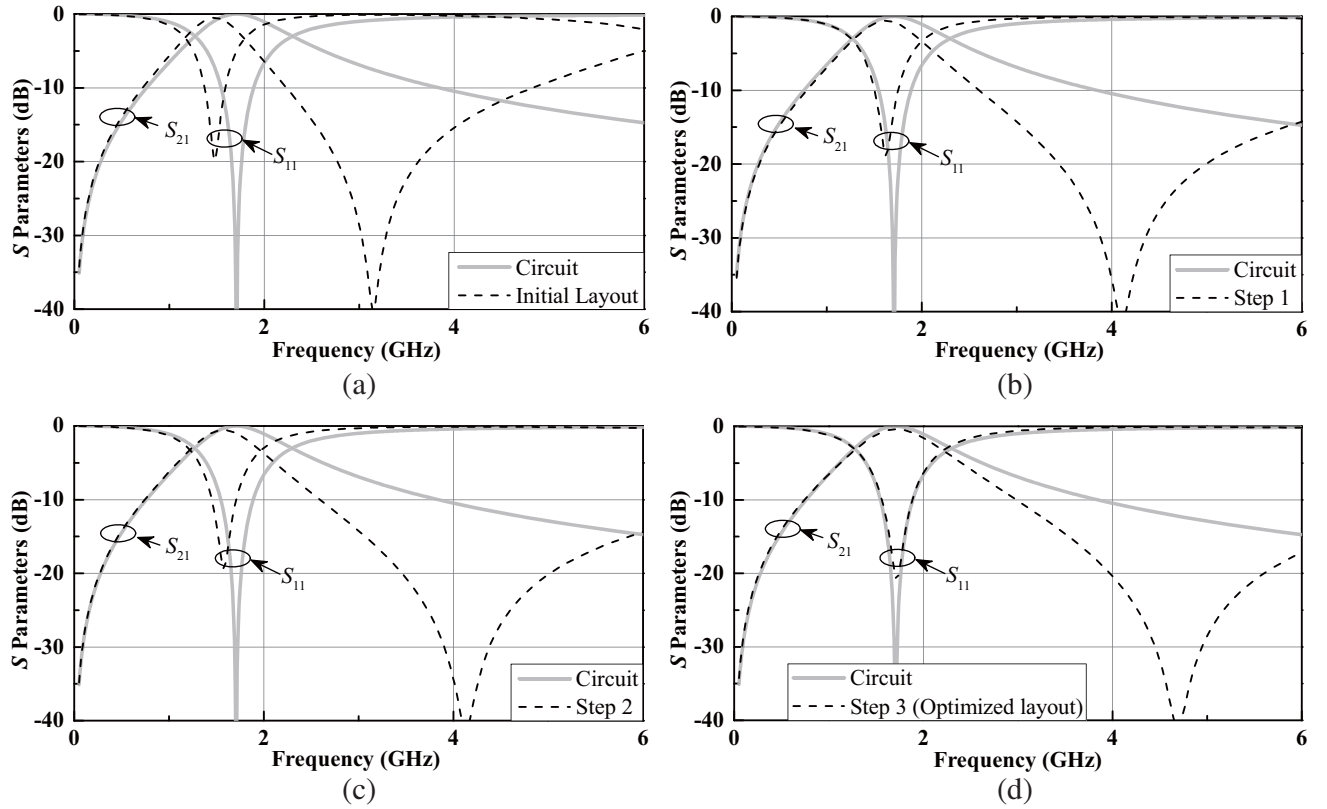 0
-10
-20
-30
-40
S Parameters (dB)
S21
S11
Circuit
Initial Layout
0 2 4 6
Frequency (GHz)
(a)
0
-10
-20
-30
-40
S Parameters (dB)
S21
S11
Circuit
Step 1
0 2 4 6
Frequency (GHz)
(b)
0
-10
-20
-30
-40
S Parameters (dB)
S21
S11
Circuit
Step 2
0 2 4 6
Frequency (GHz)
(c)
0
-10
-20
-30
-40
S Parameters (dB)
S21
S11
Circuit
Step 3 (Optimized layout)
0 2 4 6
Frequency (GHz)
(d)